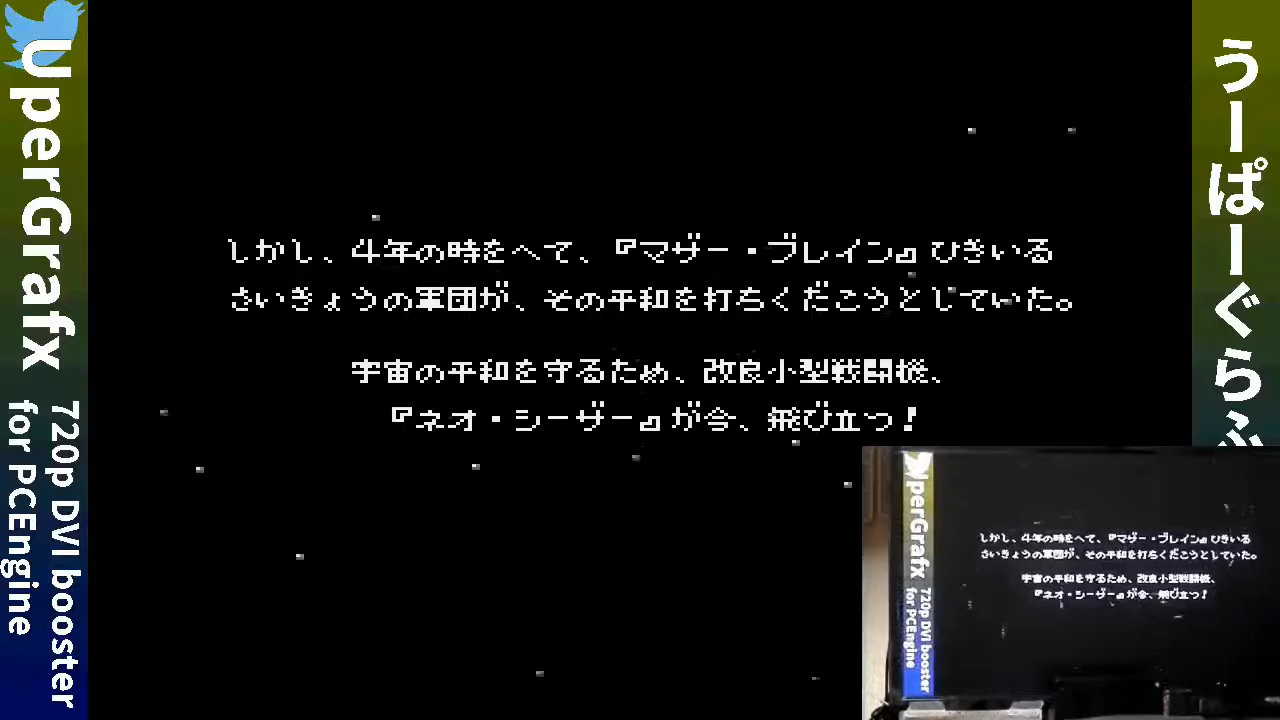 UperGrafx
720p DVI booster
for PCEngine
しかし、4年の時をへて、『マザー・ブレイン』ひきいる
さいきょうの軍団が、その平和を打ちくだこうとしていた。
宇宙の平和を守るため、改良小型戦闘機、
『ネオ・シーザー』が今、飛び立つ!
うーぱーぐらふ
perGrafx
720p DVI booster
for PCEngine
しかし、4年の時をへて、『マザー・ブレイン』ひきいる
さいきょうの軍団が、その平和を打ちくだこうとしていた。
宇宙の平和を守るため、改良小型戦闘機、
『ネオ・シーザー』が今、飛び立つ!